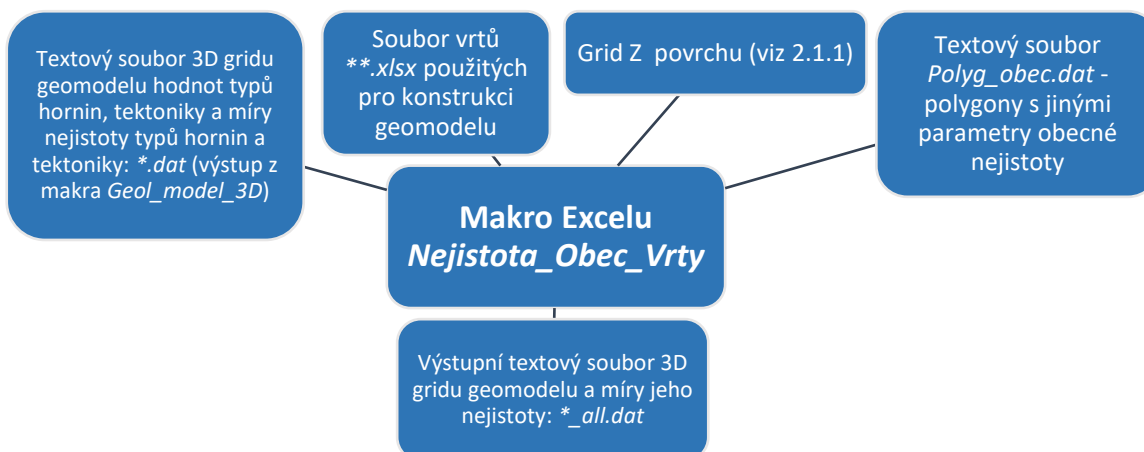 Textový soubor 3D gridu
geomodelu hodnot typů
hornin, tektoniky a míry
nejistoty typů hornin a
tektoniky: *.dat (výstup z
makra Geol_model_3D)
Soubor vrtů
**.xlsx použitých
pro konstrukci
geomodelu
Grid Z povrchu (viz 2.1.1)
Textový soubor
Polyg_obec.dat -
polygony s jinými
parametry obecné
nejistoty
Makro Excelu
Nejistota_Obec_Vrty
Výstupní textový soubor 3D
gridu geomodelu a míry jeho
nejistoty: *_all.dat